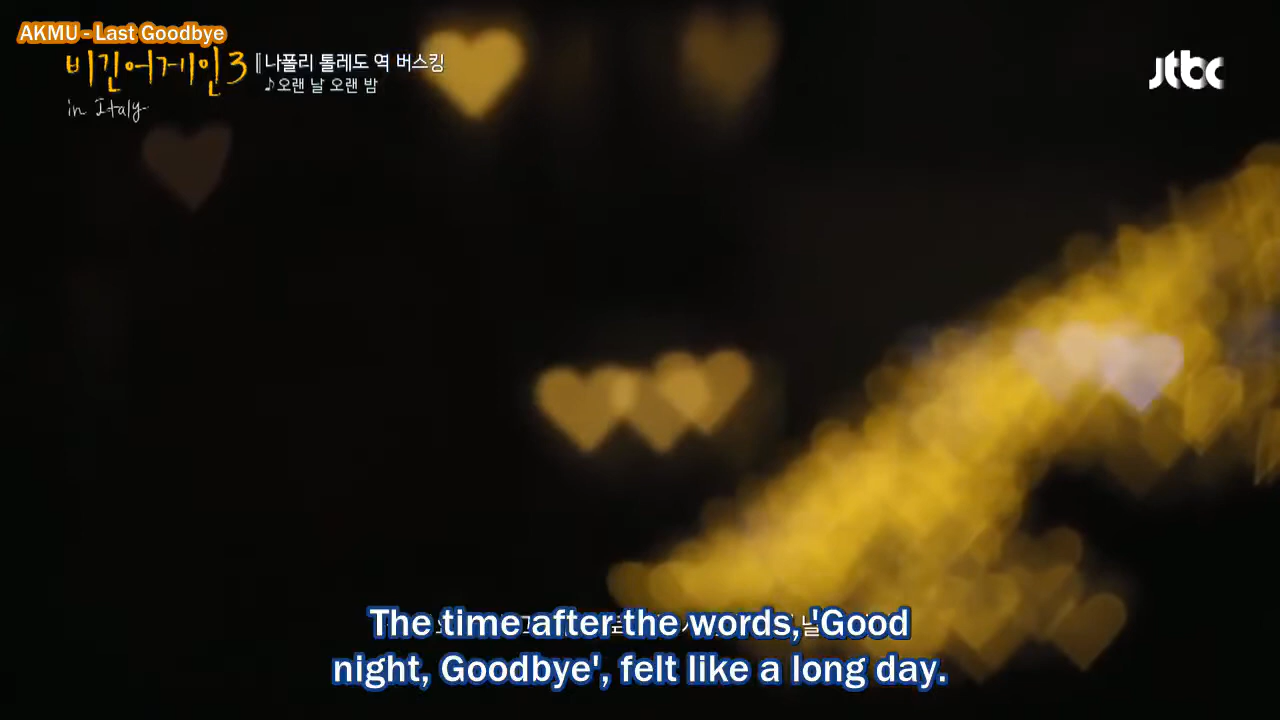 AKMU - Last Goodbye
비긴어게인 3
in Italy
나폴리 톨레도 역 버스킹
♪오랜 날 오랜 밤
jtbc
The time after the words, 'Good
night, Goodbye', felt like a long day.